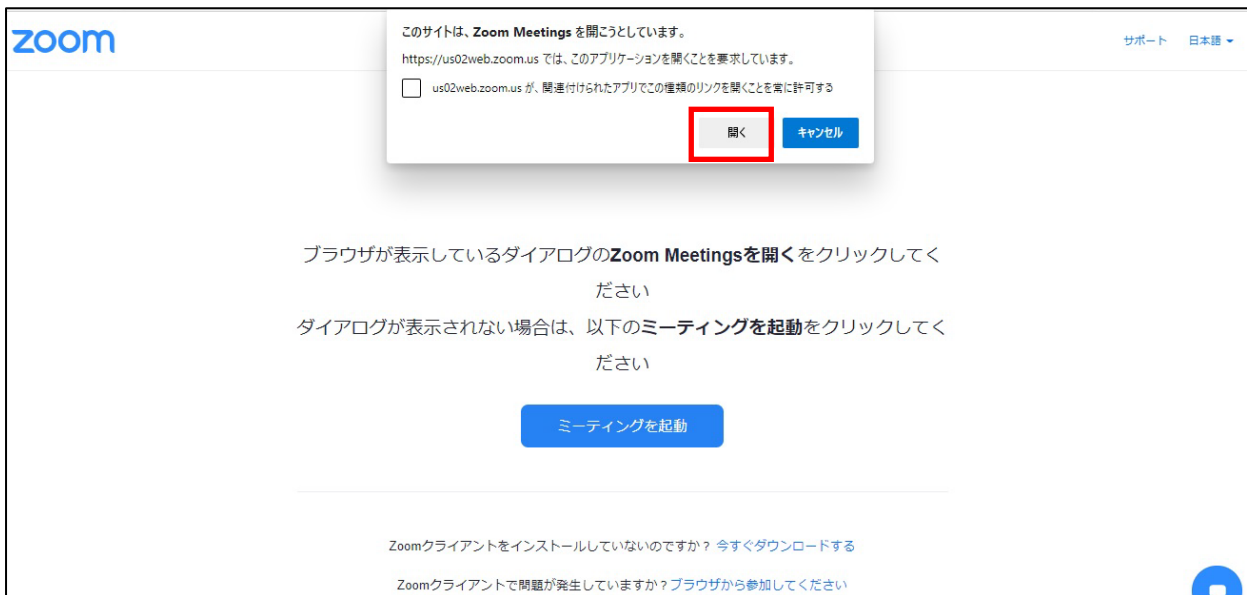 zoom
サポート 日本語
このサイトは、Zoom Meetings を開こうとしています。
https://us02web.zoom.us では、このアプリケーションを開くことを要求しています。
us02web.zoom.us が、関連付けられたアプリでこの種類のリンクを開くことを常に許可する
開く キャンセル
ブラウザが表示しているダイアログのZoom Meetingsを開くをクリックしてく
ださい
ダイアログが表示されない場合は、以下のミーティングを起動をクリックしてく
ださい
ミーティングを起動
Zoomクライアントをインストールしていないのですか？ 今すぐダウンロードする
Zoomクライアントで問題が発生していますか？ブラウザから参加してください